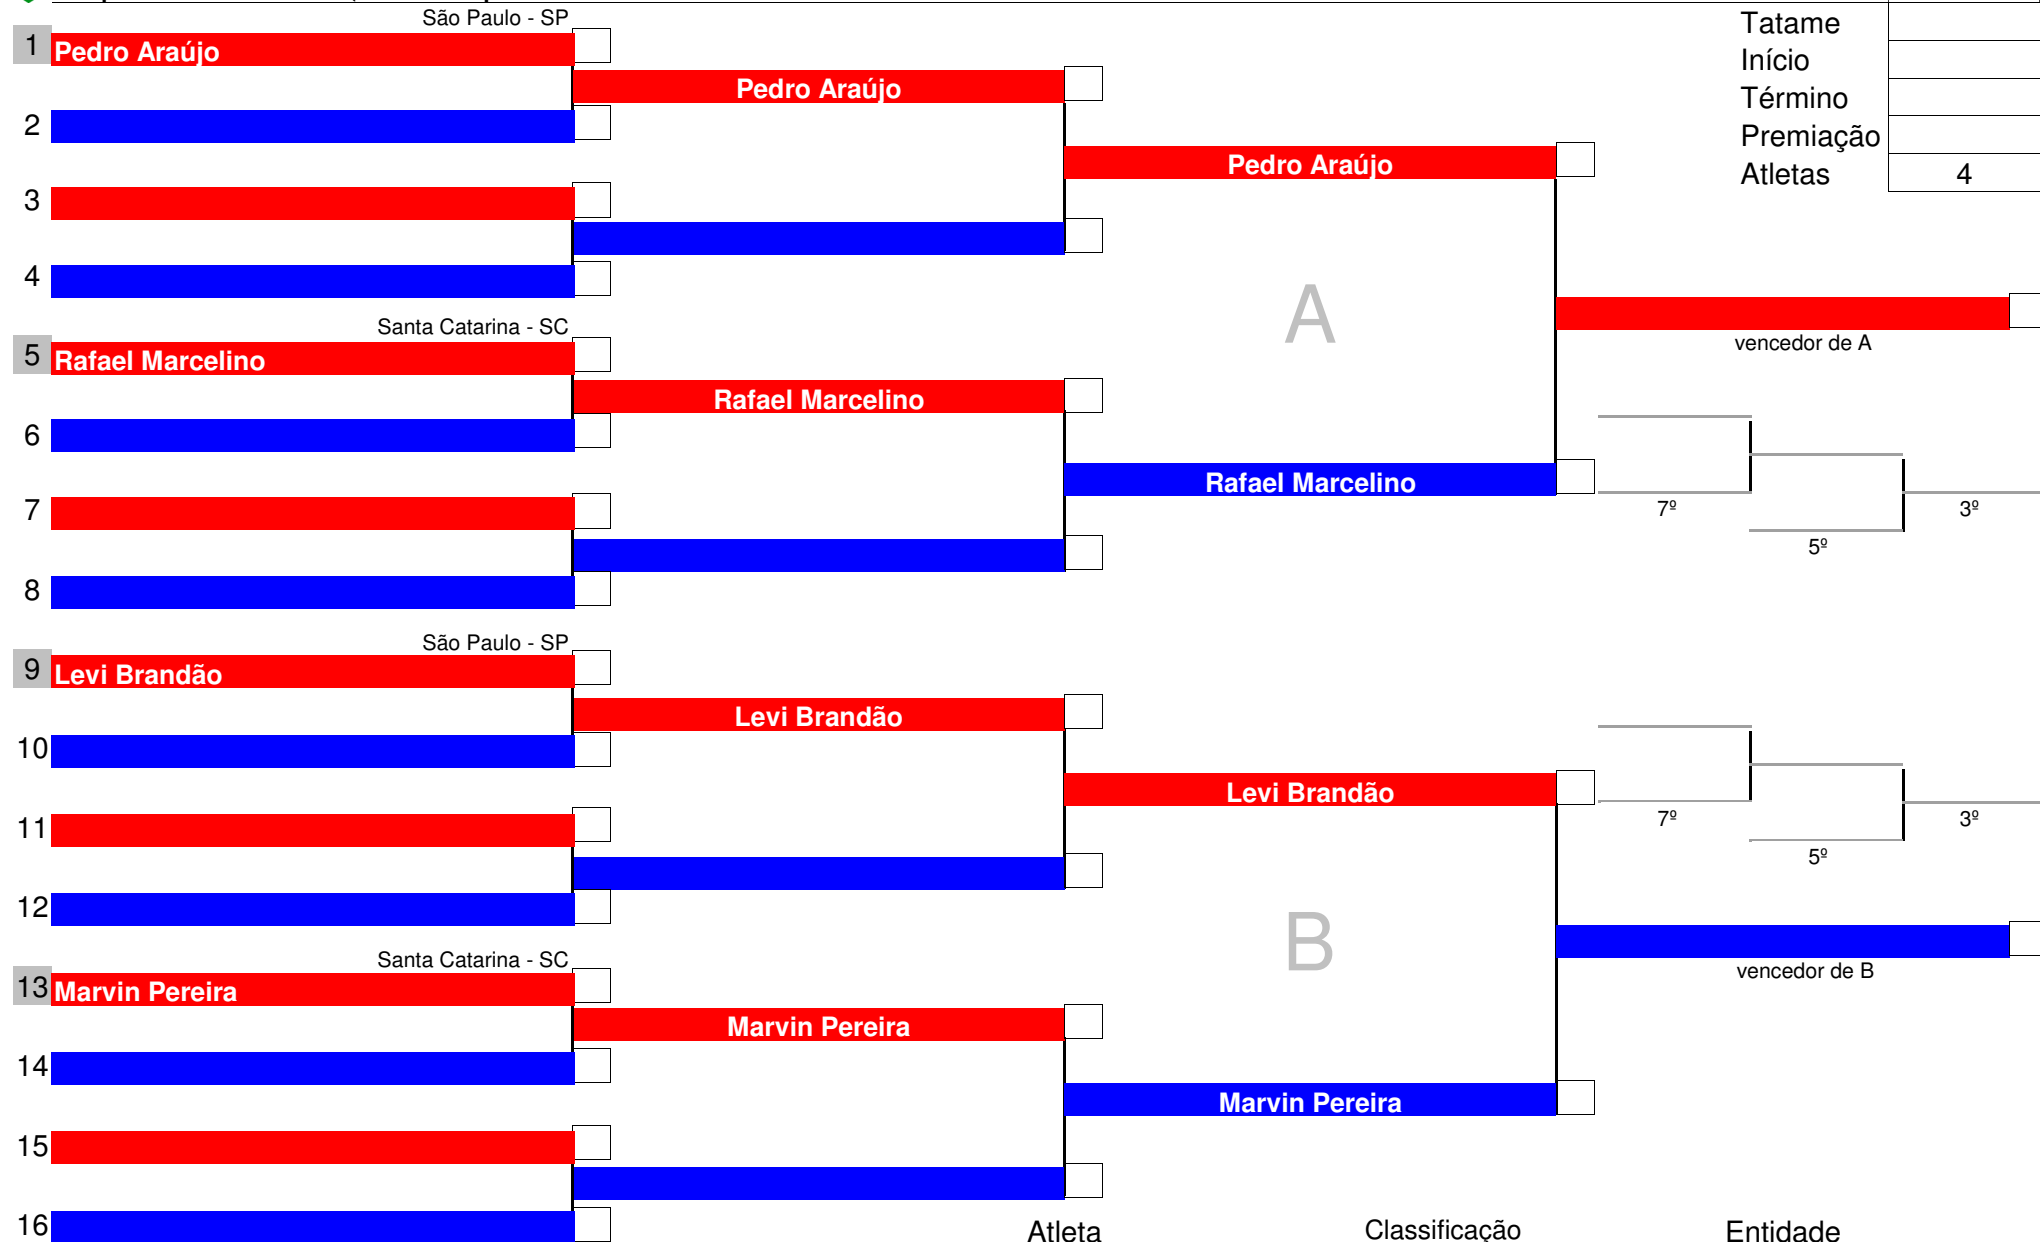 São Paulo - SP
1 Pedro Araújo
Pedro Araújo
2
Pedro Araújo
3
4
Santa Catarina - SC
5 Rafael Marcelino
Rafael Marcelino
6
Rafael Marcelino
7
8
A
vencedor de A
7º
5º
3º
São Paulo - SP
9 Levi Brandão
Levi Brandão
10
Levi Brandão
11
12
7º
5º
3º
Santa Catarina - SC
13 Marvin Pereira
Marvin Pereira
14
Marvin Pereira
15
16
B
vencedor de B
Tatame
Início
Término
Premiação
Atletas 4
Atleta Classificação Entidade